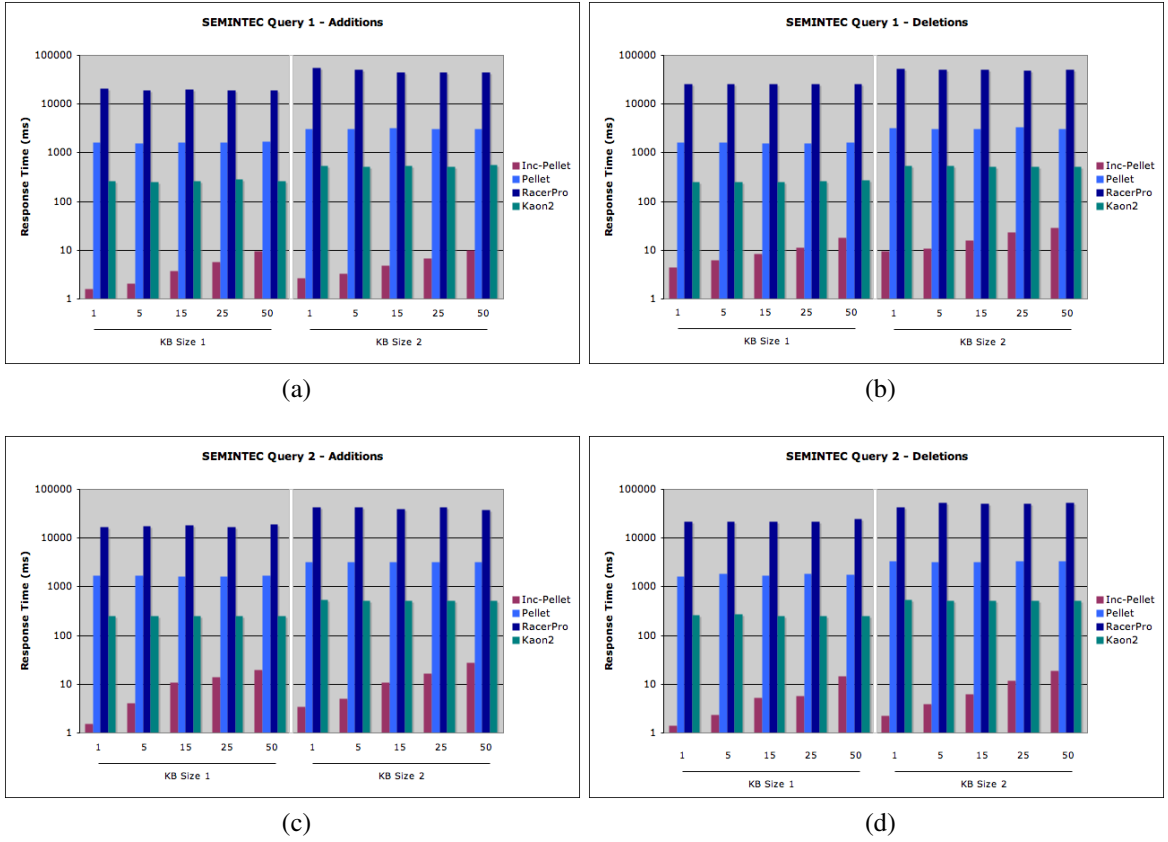 SEMINTEC Query 1 - Additions
Response Time (ms)
100000
10000
1000
100
10
1
1 5 15 25 50 1 5 15 25 50
KB Size 1 KB Size 2
Inc-Pellet
Pellet
RacerPro
Kaon2
(a)
SEMINTEC Query 1 - Deletions
Response Time (ms)
100000
10000
1000
100
10
1
1 5 15 25 50 1 5 15 25 50
KB Size 1 KB Size 2
Inc-Pellet
Pellet
RacerPro
Kaon2
(b)
SEMINTEC Query 2 - Additions
Response Time (ms)
100000
10000
1000
100
10
1
1 5 15 25 50 1 5 15 25 50
KB Size 1 KB Size 2
Inc-Pellet
Pellet
RacerPro
Kaon2
(c)
SEMINTEC Query 2 - Deletions
Response Time (ms)
100000
10000
1000
100
10
1
1 5 15 25 50 1 5 15 25 50
KB Size 1 KB Size 2
Inc-Pellet
Pellet
RacerPro
Kaon2
(d)